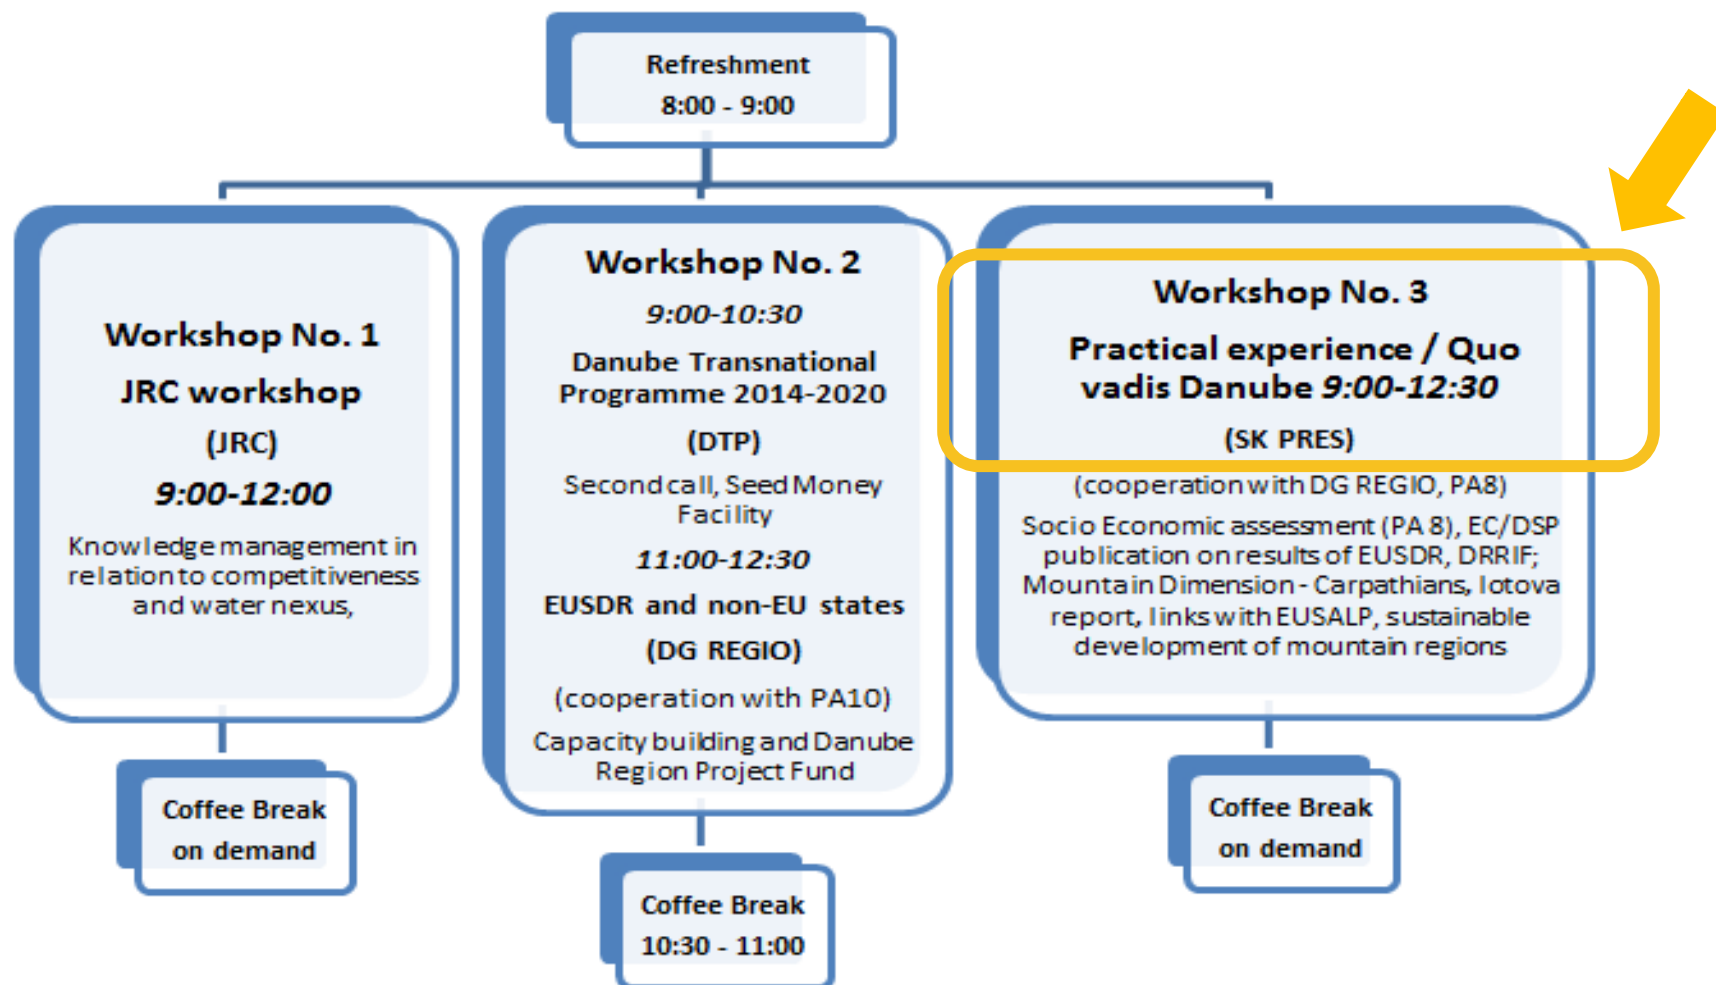 Refreshment
8:00 - 9:00
Workshop No. 1
JRC workshop
(JRC)
9:00-12:00
Knowledge management in
relation to competitiveness
and water nexus,
Coffee Break
on demand
Workshop No. 2
9:00-10:30
Danube Transnational
Programme 2014-2020
(DTP)
Second call, Seed Money
Facility
11:00-12:30
EUSDR and non-EU states
(DG REGIO)
(cooperation with PA10)
Capacity building and Danube
Region Project Fund
Coffee Break
10:30 - 11:00
Workshop No. 3
Practical experience / Quo
vadis Danube 9:00-12:30
(SK PRES)
(cooperation with DG REGIO, PA8)
Socio Economic assessment (PA 8), EC/DSP
publication on results of EUSDR, DRRIF;
Mountain Dimension - Carpathians, Iotova
report, links with EUSALP, sustainable
development of mountain regions
Coffee Break
on demand